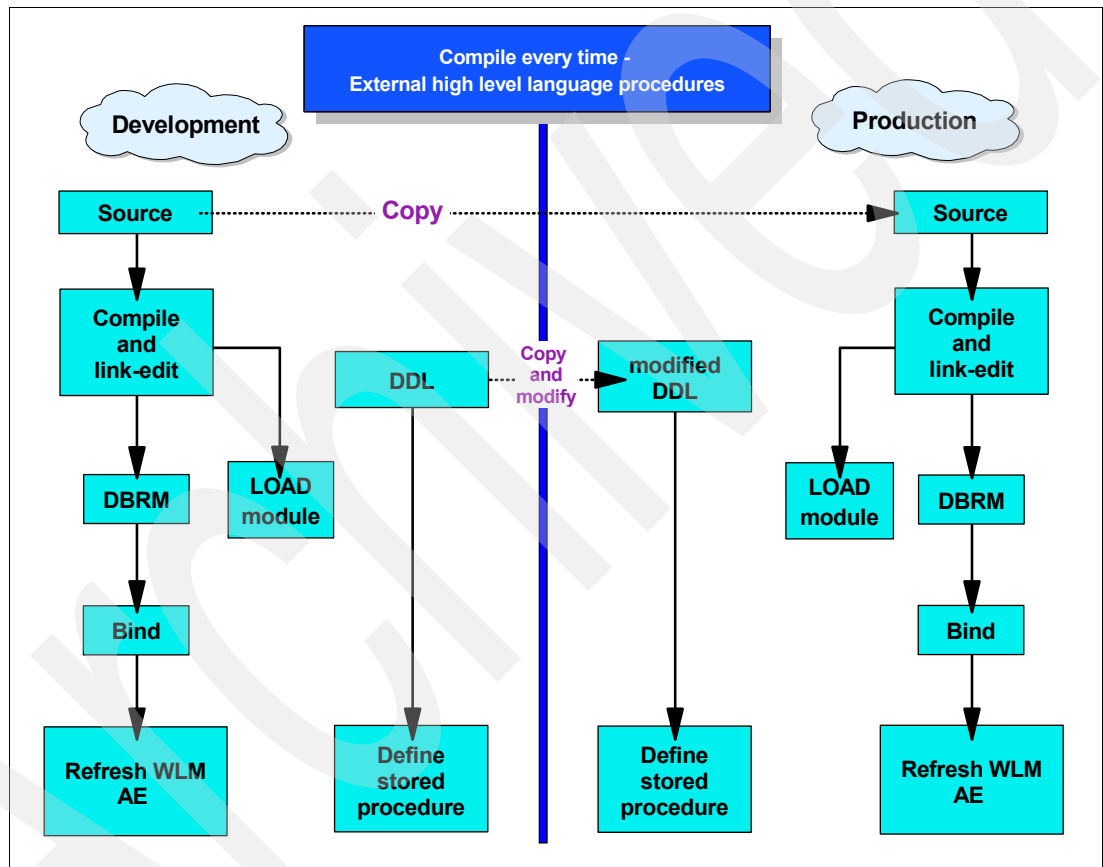 Compile every time -
External high level language procedures
Development
Production
Source
Copy
Source
Compile
and
link-edit
DDL
Copy
and
modify
modified
DDL
Compile
and
link-edit
DBRM
LOAD
module
LOAD
module
DBRM
Bind
Bind
Refresh WLM
AE
Define
stored
procedure
Define
stored
procedure
Refresh WLM
AE